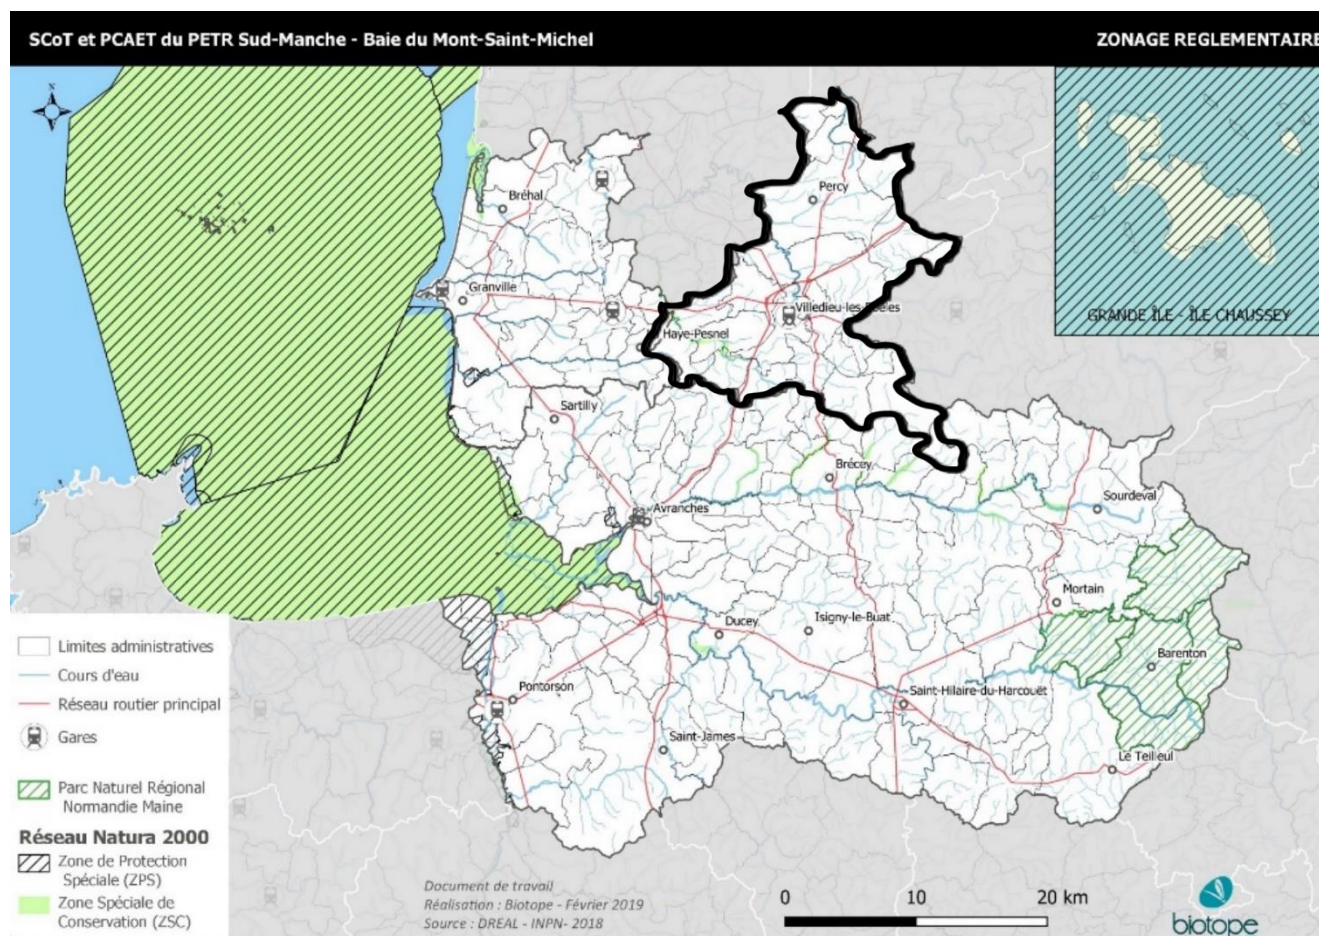 SCoT et PCAET du PETR Sud-Manche - Baie du Mont-Saint-Michel
ZONAGE REGLEMENTAIRE
N
Percy
Bréhal
Granville
Villedieu-les-Poêles
GRANDE ÎLE - ÎLE CHAUSSEY
Haye-Pesnel
Sartilly
Brécey
Sourdeval
Avranches
Mortain
Isigny-le-Buat
Ducey
Barenton
Pontorson
Saint-Hilaire-du-Harcouët
Saint-James
Le Teilleul
Limites administratives
Cours d'eau
Réseau routier principal
Gares
Parc Naturel Régional
Normandie Maine
Réseau Natura 2000
Zone de Protection
Spéciale (ZPS)
Zone Spéciale de
Conservation (ZSC)
Document de travail
Réalisation : Biotope - Février 2019
Source : DREAL - INPN- 2018
0 10 20 km
biotope